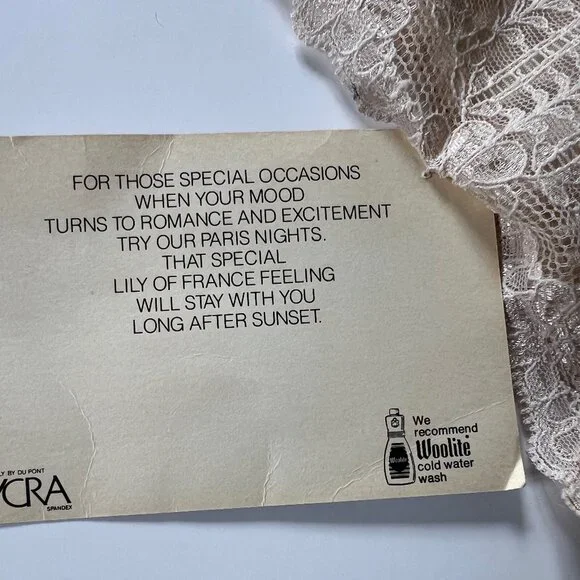 FOR THOSE SPECIAL OCCASIONS
WHEN YOUR MOOD
TURNS TO ROMANCE AND EXCITEMENT
TRY OUR PARIS NIGHTS.
THAT SPECIAL
LILY OF FRANCE FEELING
WILL STAY WITH YOU
LONG AFTER SUNSET.
We
recommend
Woolite
cold water
wash
Woolite
LY BY DU PONT
YCRA
SPANDEX